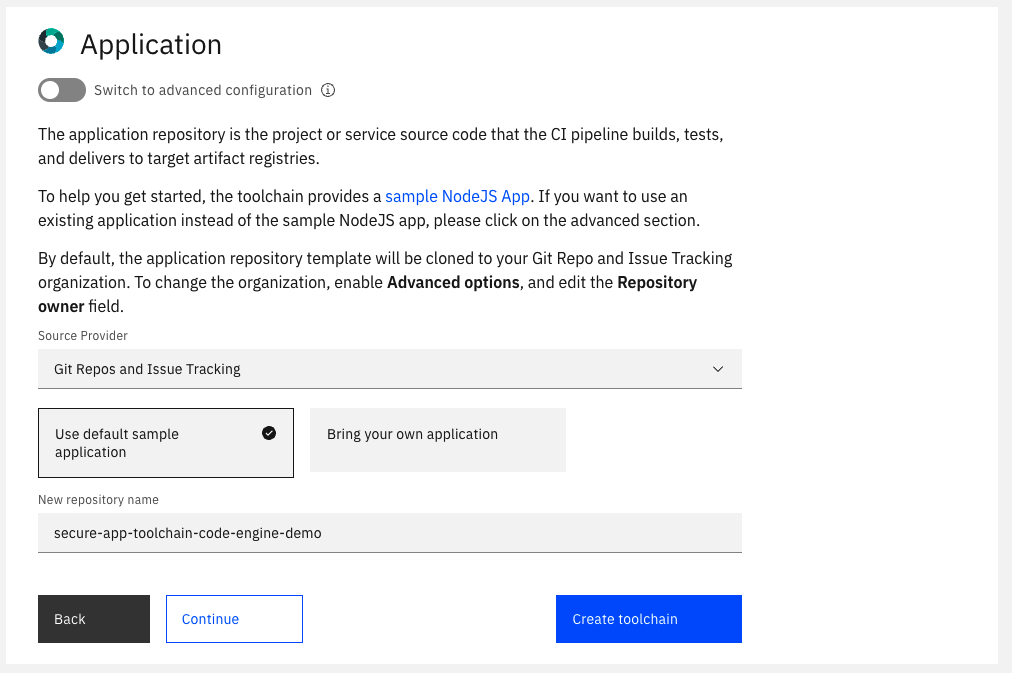 Application
Switch to advanced configuration
The application repository is the project or service source code that the CI pipeline builds, tests,
and delivers to target artifact registries.
To help you get started, the toolchain provides a sample NodeJS App. If you want to use an
existing application instead of the sample NodeJS app, please click on the advanced section.
By default, the application repository template will be cloned to your Git Repo and Issue Tracking
organization. To change the organization, enable Advanced options, and edit the Repository
owner field.
Source Provider
Git Repos and Issue Tracking
Use default sample
application
Bring your own application
New repository name
secure-app-toolchain-code-engine-demo
Back
Continue
Create toolchain